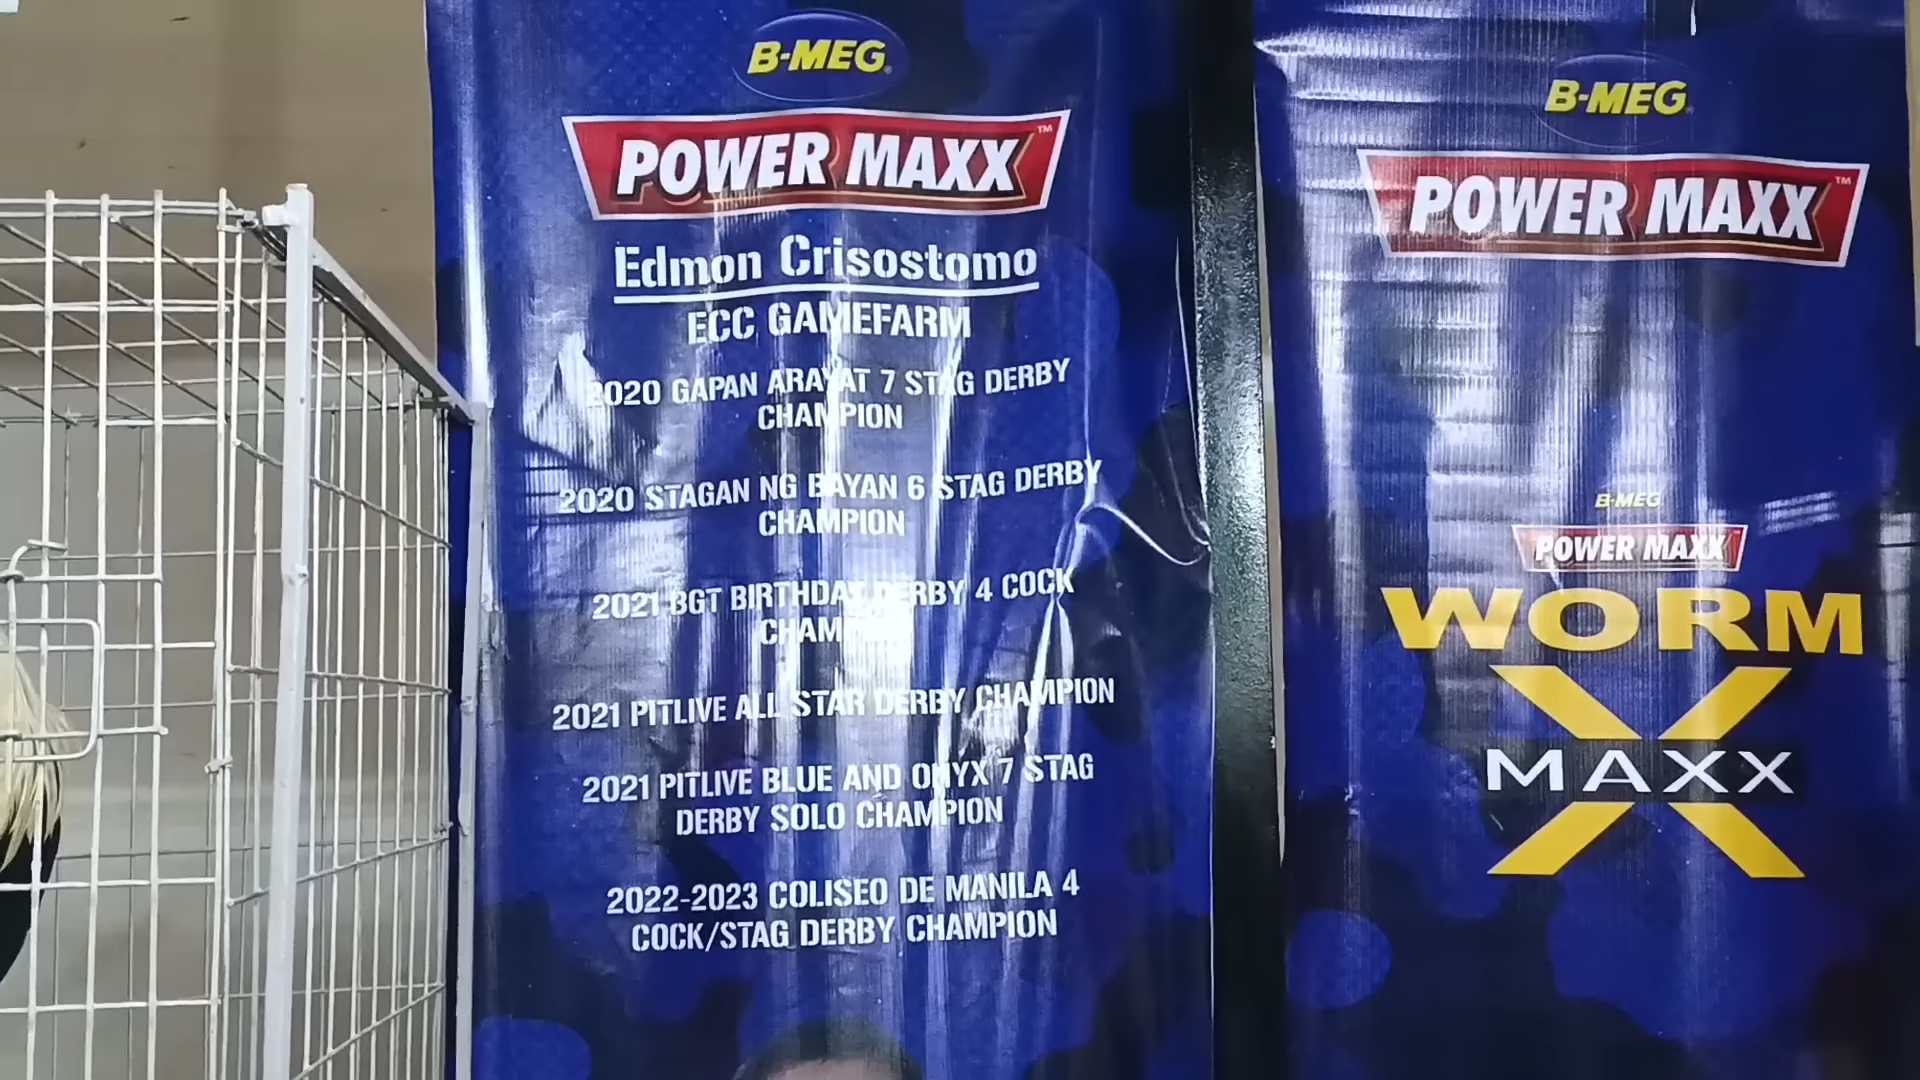 B-MEG
POWER MAXX™
Edmon Crisostomo
ECC GAMEFARM
2020 GAPAN ARAYAT 7 STAG DERBY
CHAMPION
2020 STAGAN NG BAYAN 6 STAG DERBY
CHAMPION
2021 BGT BIRTHDAY DERBY 4 COCK
CHAMPION
2021 PITLIVE ALL STAR DERBY CHAMPION
2021 PITLIVE BLUE AND ONYX 7 STAG
DERBY SOLO CHAMPION
2022-2023 COLISEO DE MANILA 4
COCK/STAG DERBY CHAMPION
B-MEG
POWER MAXX™
B-MEG
POWER MAXX
WORM
X
MAXX